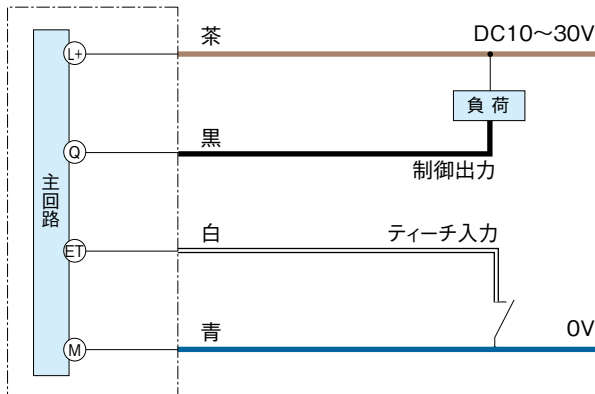 茶
DC10～30V
L+
負荷
黒
Q
制御出力
主回路
白
ティーチ入力
ET
青
0V
M